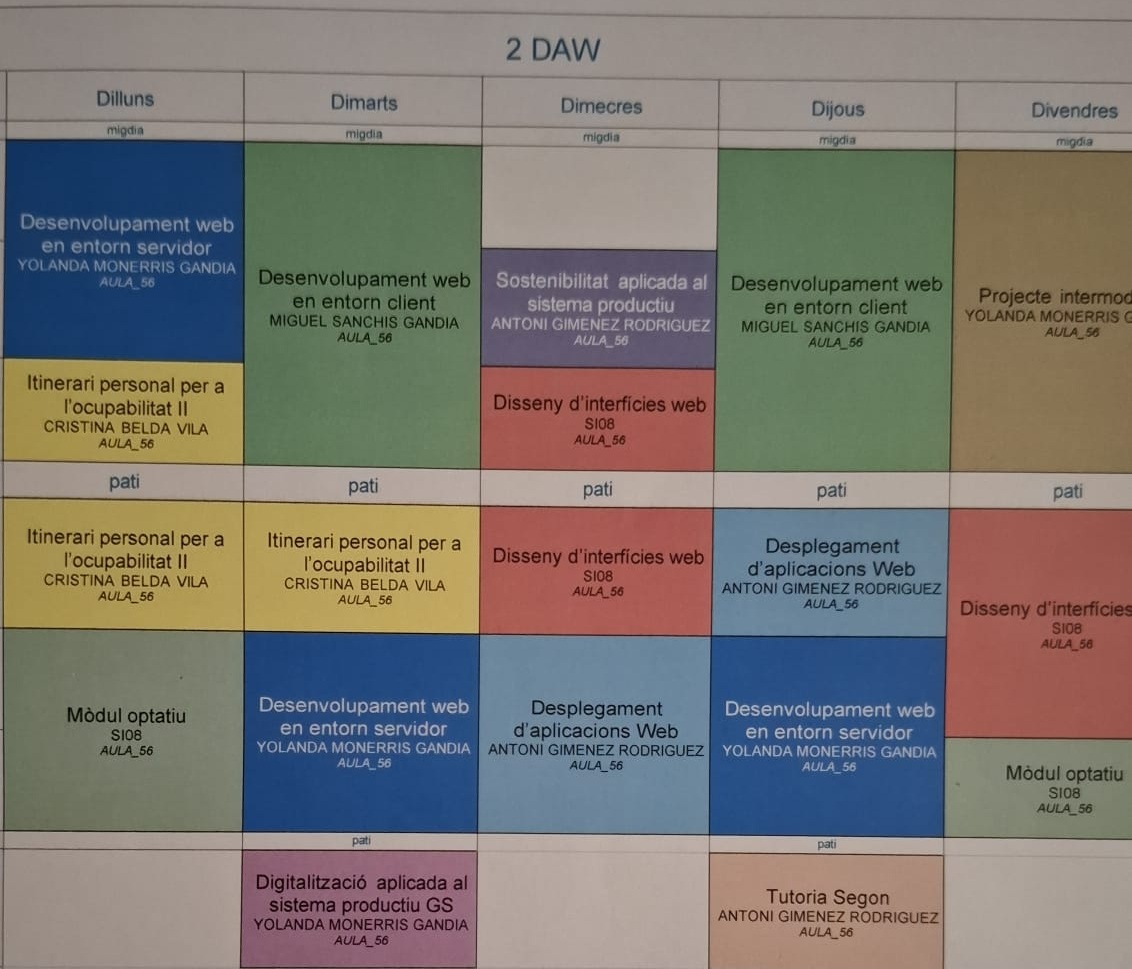 2 DAW
Dilluns
Dimarts
Dimecres
Dijous
Divendres
migdia
migdia
migdia
migdia
migdia
Desenvolupament web
en entorn servidor
YOLANDA MONERRIS GANDIA
AULA_56
Desenvolupament web
en entorn client
MIGUEL SANCHIS GANDIA
AULA_56
Sostenibilitat aplicada al
sistema productiu
ANTONI GIMENEZ RODRIGUEZ
AULA_56
Desenvolupament web
en entorn client
MIGUEL SANCHIS GANDIA
AULA_56
Projecte intermod
YOLANDA MONERRIS G
AULA_56
Itinerari personal per a
l'ocupabilitat II
CRISTINA BELDA VILA
AULA_56
Disseny d'interfícies web
SI08
AULA_56
pati
pati
pati
pati
pati
Itinerari personal per a
l'ocupabilitat II
CRISTINA BELDA VILA
AULA_56
Itinerari personal per a
l'ocupabilitat II
CRISTINA BELDA VILA
AULA_56
Disseny d'interfícies web
SI08
AULA_56
Desplegament
d'aplicacions Web
ANTONI GIMENEZ RODRIGUEZ
AULA_56
Disseny d'interfícies
SI08
AULA_56
Mòdul optatiu
SI08
AULA_56
Desenvolupament web
en entorn servidor
YOLANDA MONERRIS GANDIA
AULA_56
Desplegament
d'aplicacions Web
ANTONI GIMENEZ RODRIGUEZ
AULA_56
Desenvolupament web
en entorn servidor
YOLANDA MONERRIS GANDIA
AULA_56
Mòdul optatiu
SI08
AULA_56
pati
pati
Digitalització aplicada al
sistema productiu GS
YOLANDA MONERRIS GANDIA
AULA_56
Tutoria Segon
ANTONI GIMENEZ RODRIGUEZ
AULA_56